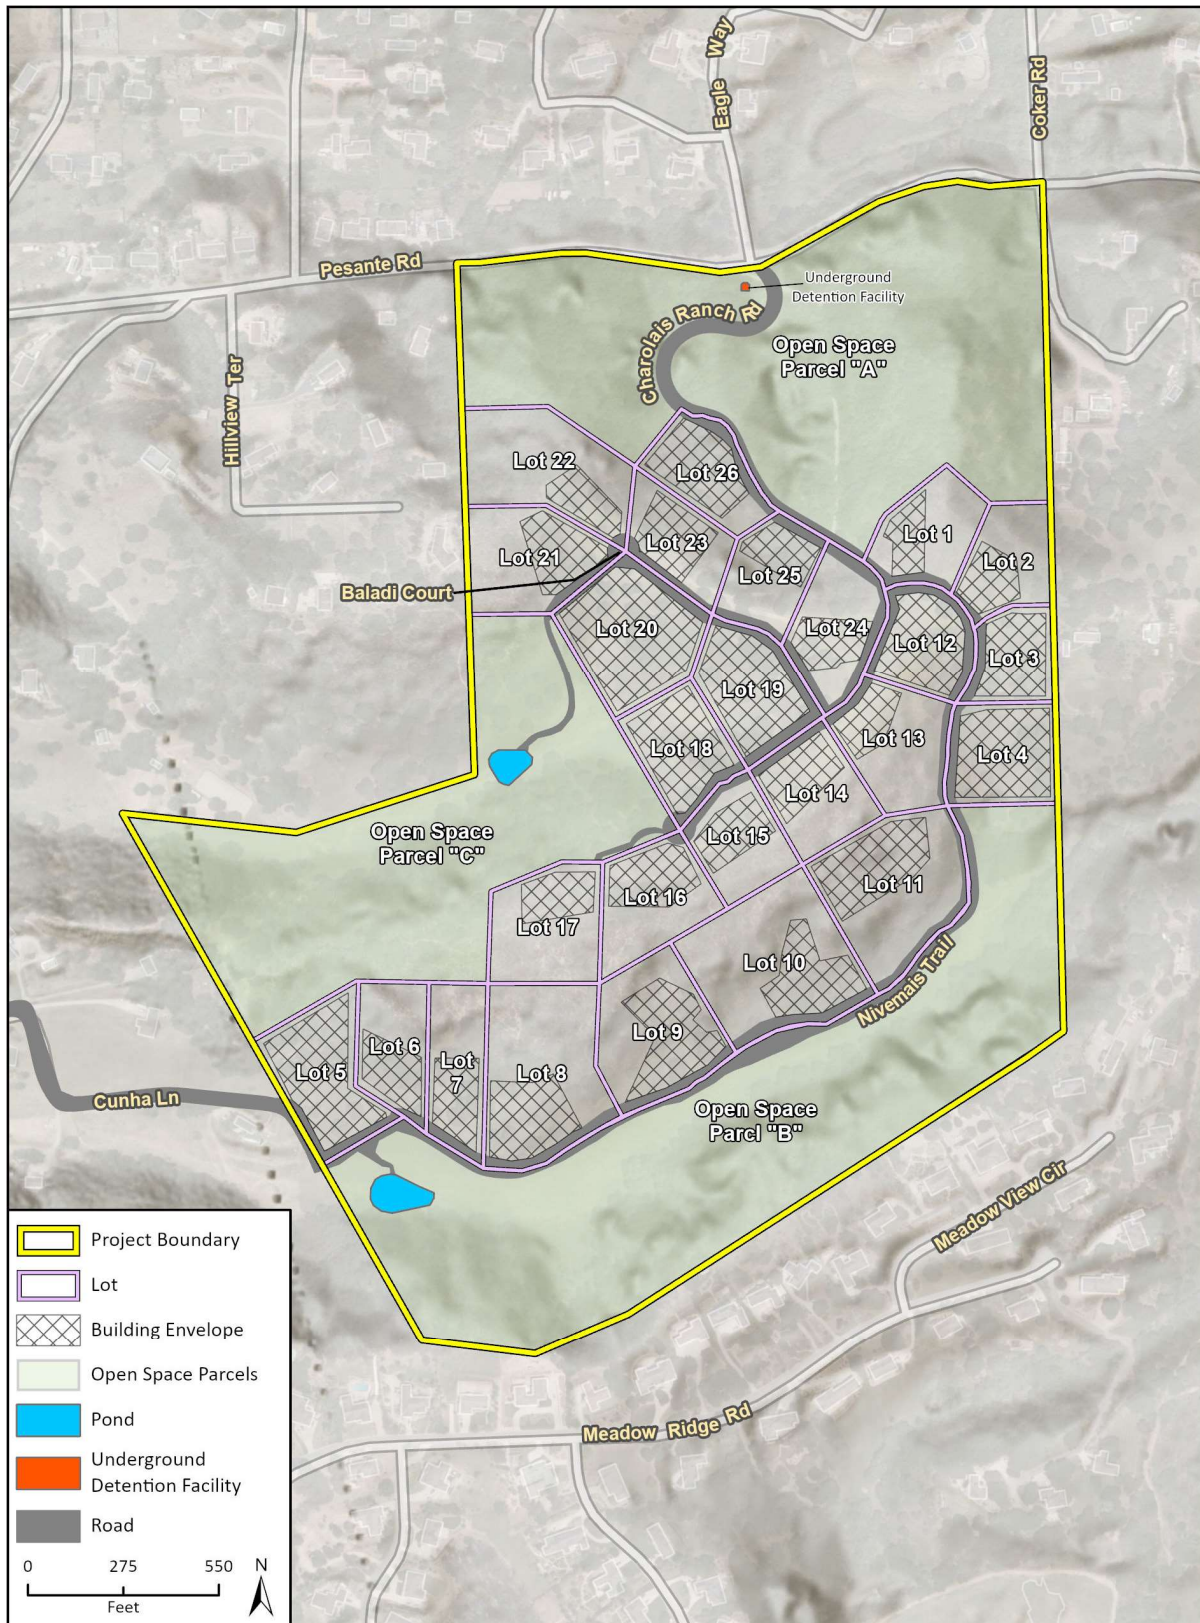 Eagle Way
Coker Rd
Pesante Rd
Underground
Detention Facility
Charolais Ranch Rd
Open Space
Parcel "A"
Hillview Ter
Lot 22
Lot 26
Lot 1
Lot 23
Lot 21
Lot 25
Lot 2
Baladi Court
Lot 20
Lot 24
Lot 12
Lot 3
Lot 19
Lot 18
Lot 13
Lot 4
Lot 14
Open Space
Parcel "C"
Lot 15
Lot 16
Lot 11
Lot 17
Lot 10
Nivemais Trail
Lot 9
Lot 6
Lot 5
Lot
7
Lot 8
Cunha Ln
Open Space
Parcl "B"
Meadow View Cir
Meadow Ridge Rd
Project Boundary
Lot
Building Envelope
Open Space Parcels
Pond
Underground
Detention Facility
Road
0 275 550
Feet
N